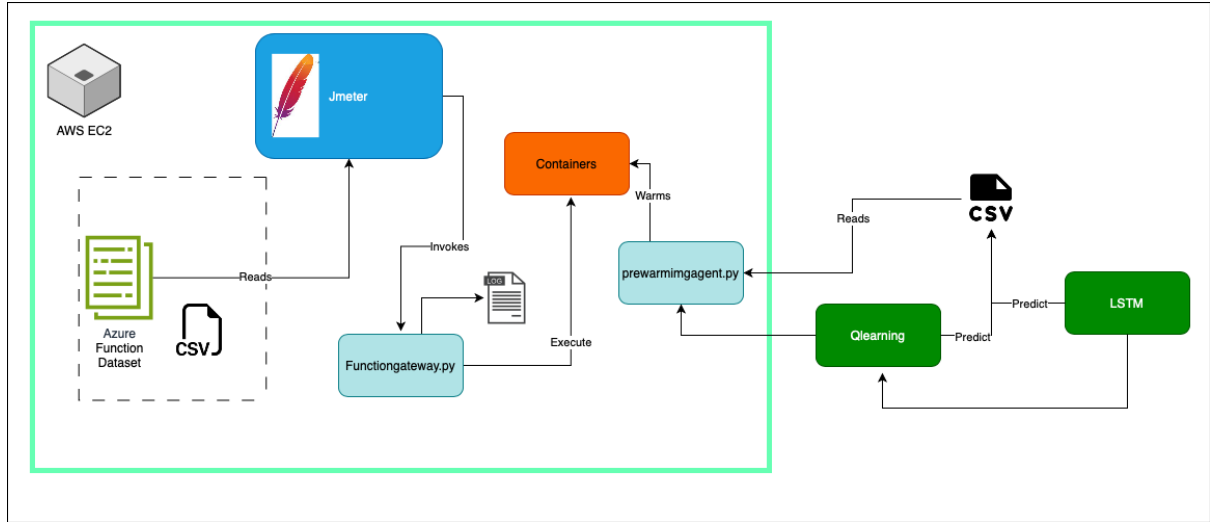 Jmeter
AWS EC2
Containers
Warms
CSV
Reads
Invokes
prewarmimgagent.py
Reads
LOG
LSTM
Azure
Function
Dataset
CSV
Predict
Qlearning
Predict
Execute
Functiongateway.py